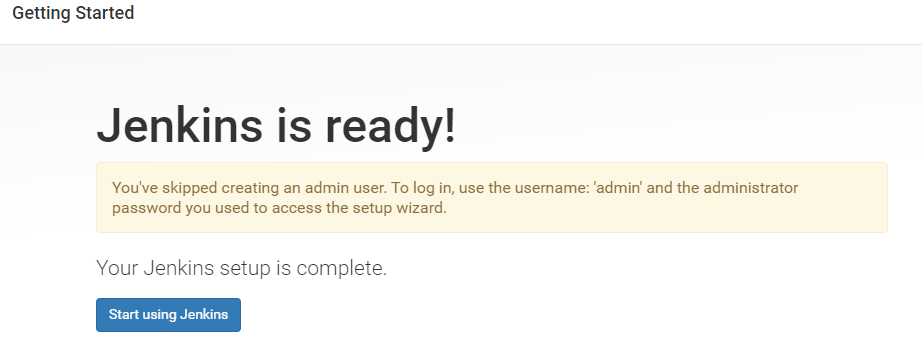 Getting Started
Jenkins is ready!
You've skipped creating an admin user. To log in, use the username: 'admin' and the administrator
password you used to access the setup wizard.
Your Jenkins setup is complete.
Start using Jenkins